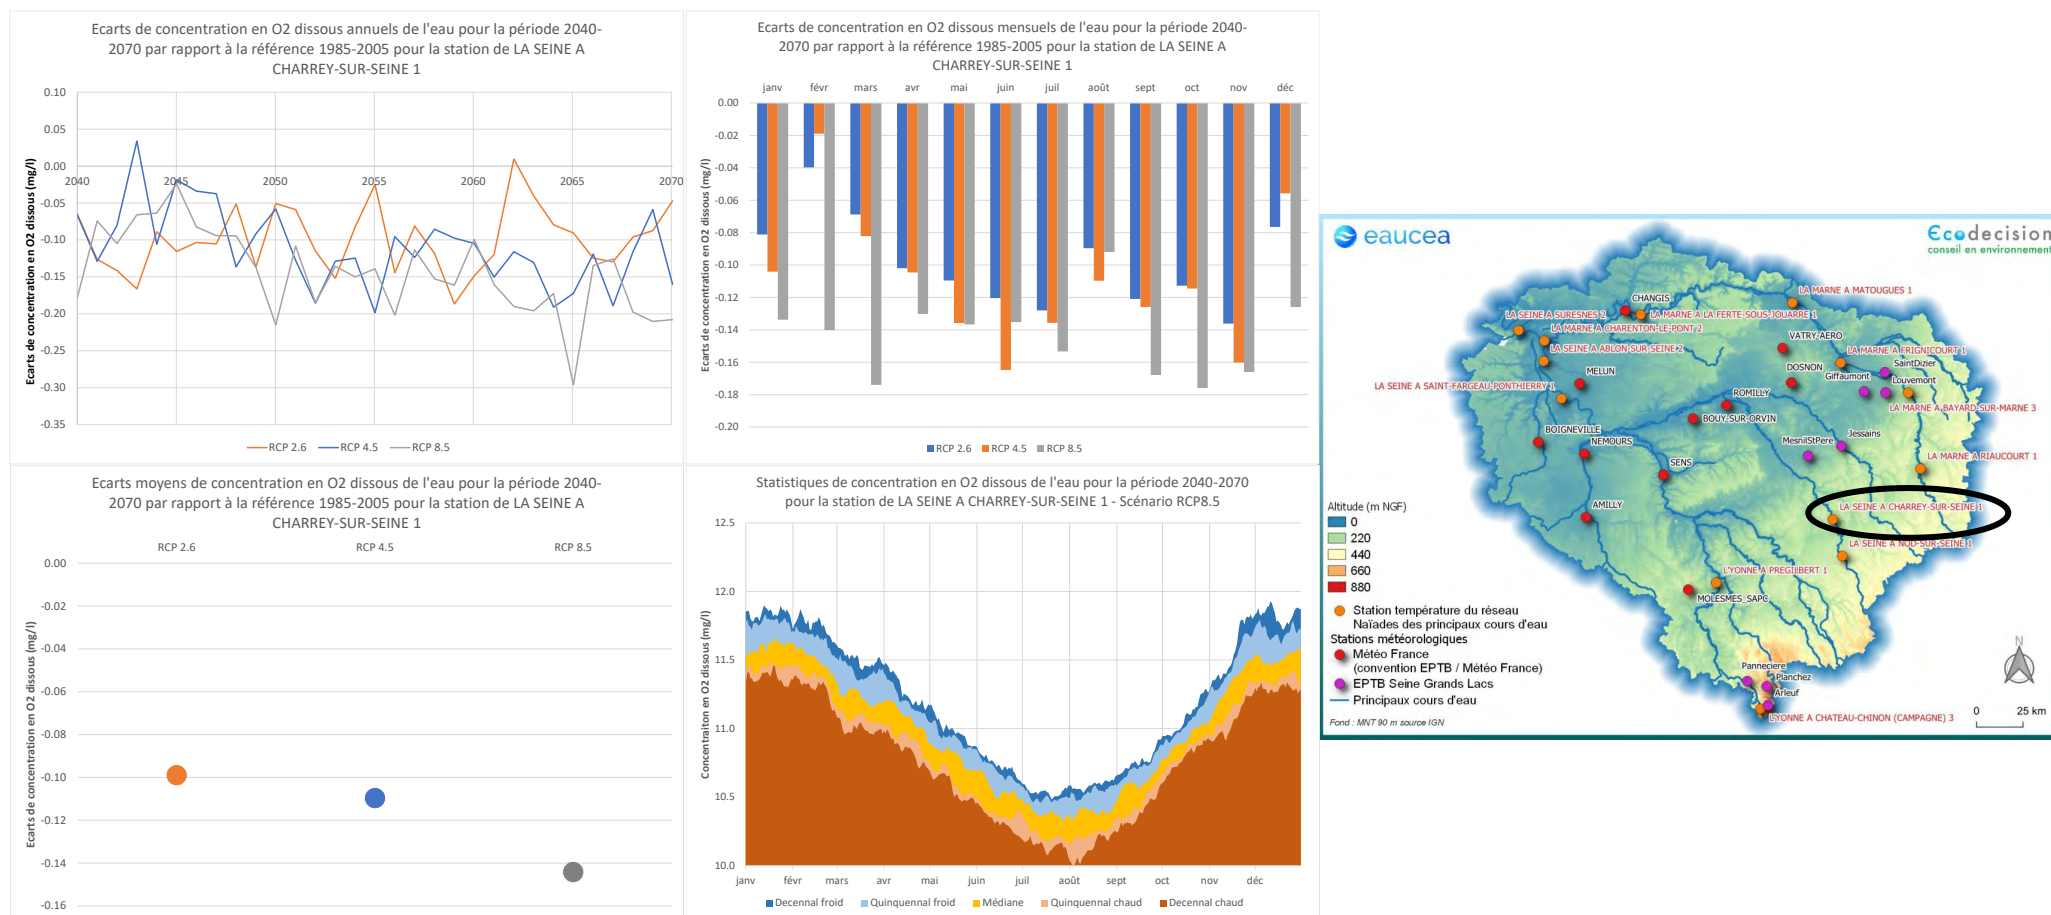 Ecarts de concentration en O2 dissous annuels de l'eau pour la période 2040-
2070 par rapport à la référence 1985-2005 pour la station de LA SEINE A
CHARREY-SUR-SEINE 1
0.10
0.05
0.00
-0.05
-0.10
-0.15
-0.20
-0.25
-0.30
-0.35
2040
2045
2050
2055
2060
2065
2070
Ecarts de concentration en O2 dissous (mg/l)
RCP 2.6
RCP 4.5
RCP 8.5
Ecarts de concentration en O2 dissous mensuels de l'eau pour la période 2040-
2070 par rapport à la référence 1985-2005 pour la station de LA SEINE A
CHARREY-SUR-SEINE 1
janv
févr
mars
avr
mai
juin
juil
août
sept
oct
nov
déc
0.00
-0.02
-0.04
-0.06
-0.08
-0.10
-0.12
-0.14
-0.16
-0.18
-0.20
Ecarts de concentration en O2 dissous (mg/l)
RCP 2.6
RCP 4.5
RCP 8.5
Ecarts moyens de concentration en O2 dissous de l'eau pour la période 2040-
2070 par rapport à la référence 1985-2005 pour la station de LA SEINE A
CHARREY-SUR-SEINE 1
RCP 2.6
RCP 4.5
RCP 8.5
0.00
-0.02
-0.04
-0.06
-0.08
-0.10
-0.12
-0.14
-0.16
Ecarts de concentration en O2 dissous (mg/l)
Statistiques de concentration en O2 dissous de l'eau pour la période 2040-2070
pour la station de LA SEINE A CHARREY-SUR-SEINE 1 - Scénario RCP8.5
12.5
12.0
11.5
11.0
10.5
10.0
Concentraiton en O2 dissous (mg/l)
janv
févr
mars
avr
mai
juin
juil
août
sept
oct
nov
déc
Decennal froid
Quinquennal froid
Médiane
Quinquennal chaud
Decennal chaud
eaucea
Ecodecision
conseil en environnement
LA MARNE A MATOUGUES 1
CHANGIS
LA SEINE A SURESNES 2
LA MARNE A LA FERTE-SOUS-JOUARRE 1
LA MARNE A CHARENTON-LE-PONT 2
VATRY-AERO
LA SEINE A ABLON-SUR-SEINE 2
LA MARNE A FRIGNICOURT 1
SaintDizier
MELUN
DOSNON
Giffaumont
Louvemont
LA SEINE A SAINT-FARGEAU-PONTHIERRY 1
ROMILLY
LA MARNE A BAYARD-SUR-MARNE 3
BOUY-SUR-ORVIN
BOIGNEVILLE
NEMOURS
MesnilStPere
Jessains
SENS
LA MARNE A RIAUCOURT 1
AMILLY
LA SEINE A CHARREY-SUR-SEINE 1
LA SEINE A NOD-SUR-SEINE 1
L'YONNE A PREGILBERT 1
MOLESMES_SAPC
Panneciere
Planchez
Arleuf
L'YONNE A CHATEAU-CHINON (CAMPAGNE) 3
Altitude (m NGF)
0
220
440
660
880
Station température du réseau
Naïades des principaux cours d'eau
Stations météorologiques
Météo France
(convention EPTB / Météo France)
EPTB Seine Grands Lacs
Principaux cours d'eau
Fond : MNT 90 m source IGN
N
0
25 km